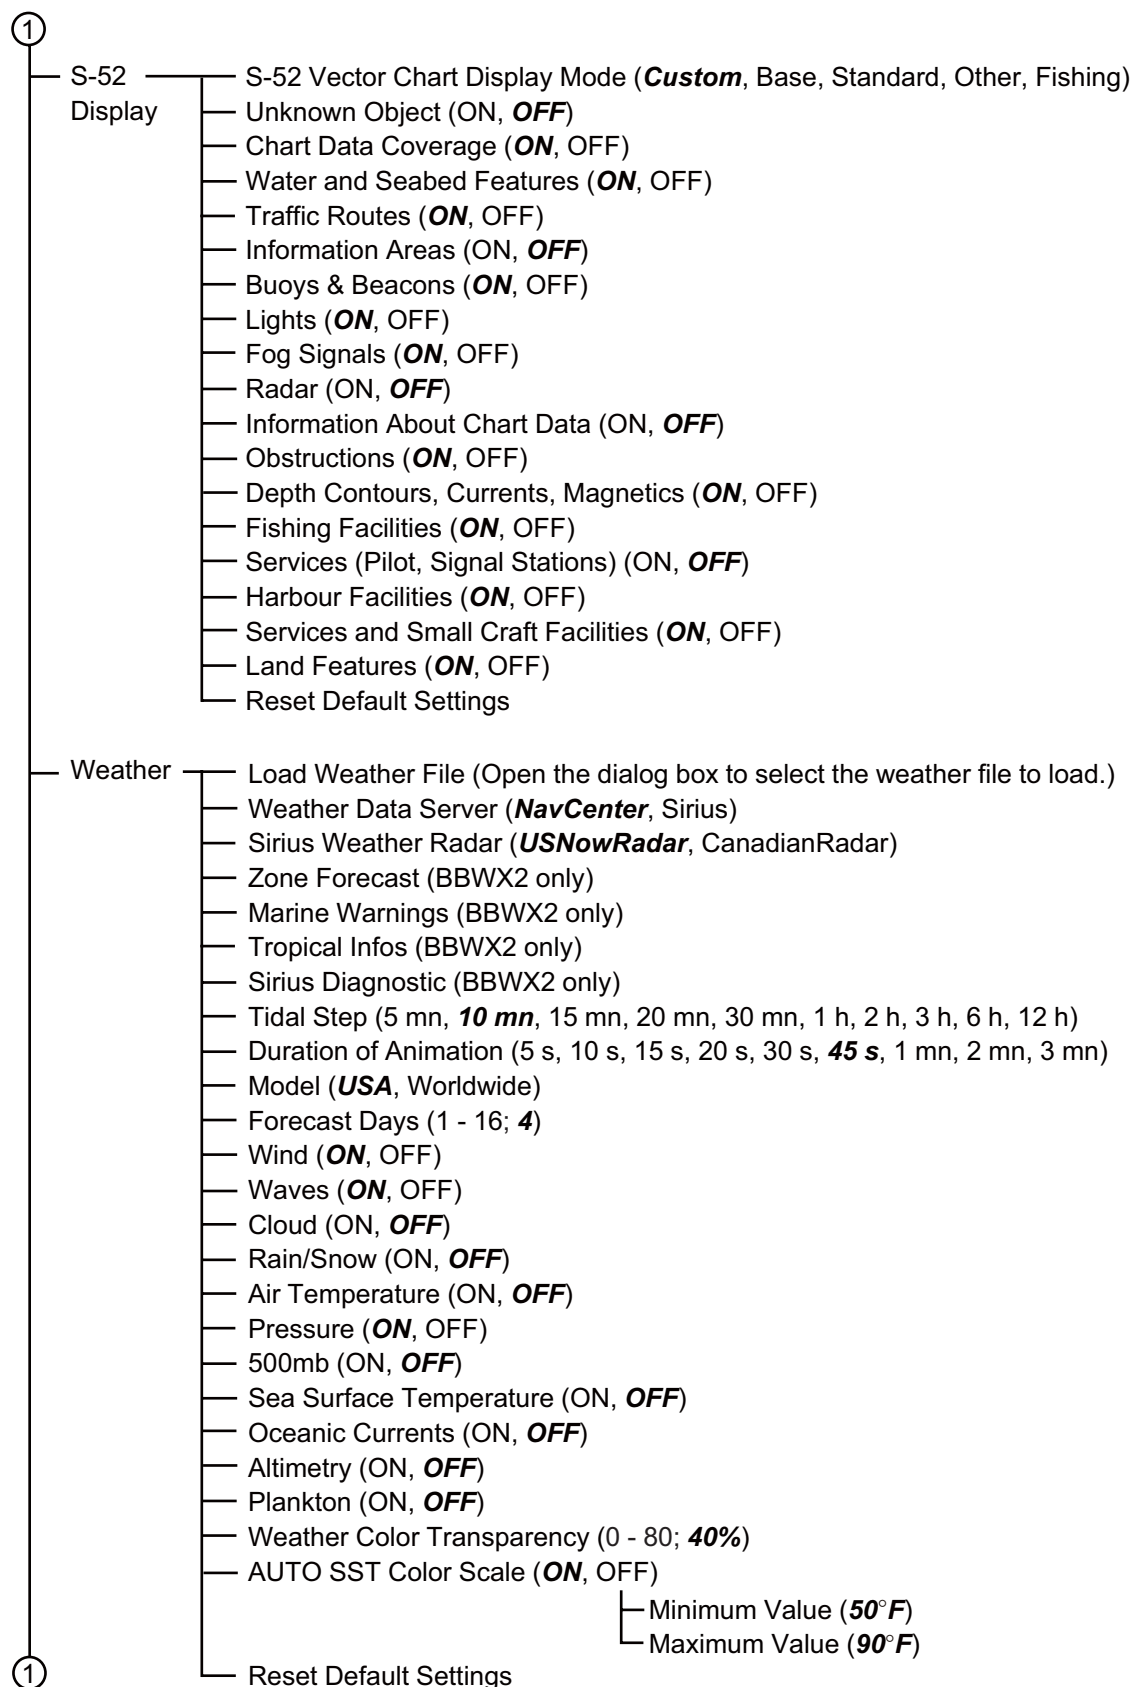 1
S-52 Display
S-52 Vector Chart Display Mode (Custom, Base, Standard, Other, Fishing)
Unknown Object (ON, OFF)
Chart Data Coverage (ON, OFF)
Water and Seabed Features (ON, OFF)
Traffic Routes (ON, OFF)
Information Areas (ON, OFF)
Buoys & Beacons (ON, OFF)
Lights (ON, OFF)
Fog Signals (ON, OFF)
Radar (ON, OFF)
Information About Chart Data (ON, OFF)
Obstructions (ON, OFF)
Depth Contours, Currents, Magnetics (ON, OFF)
Fishing Facilities (ON, OFF)
Services (Pilot, Signal Stations) (ON, OFF)
Harbour Facilities (ON, OFF)
Services and Small Craft Facilities (ON, OFF)
Land Features (ON, OFF)
Reset Default Settings
Weather
Load Weather File (Open the dialog box to select the weather file to load.)
Weather Data Server (NavCenter, Sirius)
Sirius Weather Radar (USNowRadar, CanadianRadar)
Zone Forecast (BBWX2 only)
Marine Warnings (BBWX2 only)
Tropical Infos (BBWX2 only)
Sirius Diagnostic (BBWX2 only)
Tidal Step (5 mn, 10 mn, 15 mn, 20 mn, 30 mn, 1 h, 2 h, 3 h, 6 h, 12 h)
Duration of Animation (5 s, 10 s, 15 s, 20 s, 30 s, 45 s, 1 mn, 2 mn, 3 mn)
Model (USA, Worldwide)
Forecast Days (1 - 16; 4)
Wind (ON, OFF)
Waves (ON, OFF)
Cloud (ON, OFF)
Rain/Snow (ON, OFF)
Air Temperature (ON, OFF)
Pressure (ON, OFF)
500mb (ON, OFF)
Sea Surface Temperature (ON, OFF)
Oceanic Currents (ON, OFF)
Altimetry (ON, OFF)
Plankton (ON, OFF)
Weather Color Transparency (0 - 80; 40%)
AUTO SST Color Scale (ON, OFF)
Minimum Value (50°F)
Maximum Value (90°F)
Reset Default Settings
1